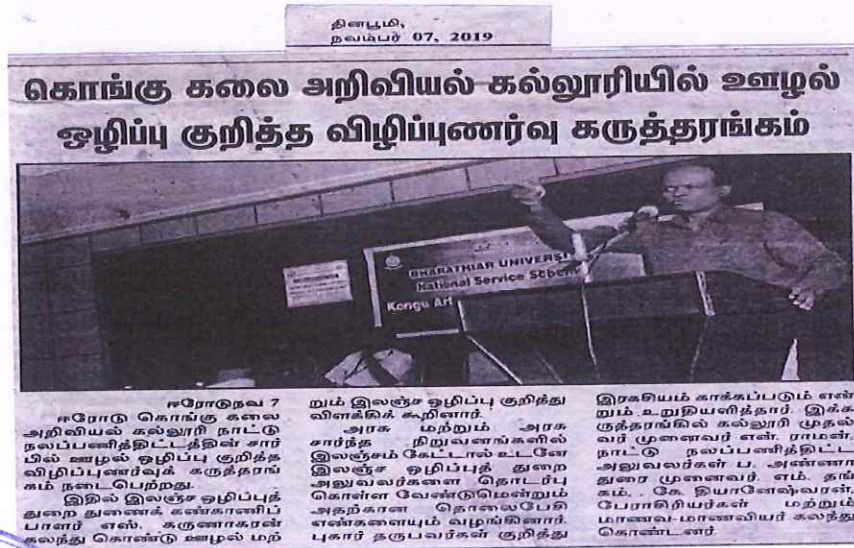 தினபூமி,
நவம்பர் 07, 2019
கொங்கு கலை அறிவியல் கல்லூரியில் ஊழல்
ஒழிப்பு குறித்த விழிப்புணர்வு கருத்தரங்கம்
BHARATHIAR UNIVERSI
National Service Schem
Kongu Art
ஈரோடுநவ 7
ஈரோடு கொங்கு கலை
அறிவியல் கல்லூரி நாட்டு
நலப்பணித்திட்டத்தின் சார்
பில் ஊழல் ஒழிப்பு குறித்த
விழிப்புணர்வுக் கருத்தரங்
கம் நடைபெற்றது.
இதில் இலஞ்ச ஒழிப்புத்
துறை துணைக் கண்காணிப்
பாளர் எஸ். கருணாகரன்
கலந்து கொண்டு ஊழல் மற்
றும் இலஞ்ச ஒழிப்பு குறித்து
விளக்கிக் கூறினார்.
அரசு மற்றும் அரசு
சார்ந்த நிறுவனங்களில்
இலஞ்சம் கேட்டால் உடனே
இலஞ்ச ஒழிப்புத் துறை
அலுவலர்களை தொடர்பு
கொள்ள வேண்டுமென்றும்
அதற்கான தொலைபேசி
எண்களையும் வழங்கினார்.
புகார் தருபவர்கள் குறித்து
இரகசியம் காக்கப்படும் என்
றும் உறுதியளித்தார். இக்க
ருத்தரங்கில் கல்லூரி முதல்
வர் முனைவர் என். ராமன்,
நாட்டு நலப்பணித்திட்ட
அலுவலர்கள் ப. அண்ணா
துரை முனைவர். எம். தங்
கம். . கே. தியானேஷ்வரன்,
பேராசிரியர்கள் மற்றும்
மாணவ-மாணவியர் கலந்து
கொண்டனர்.